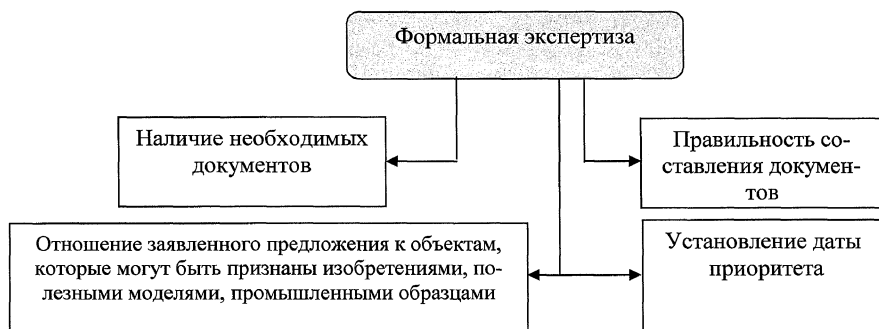 Формальная экспертиза
Наличие необходимых
документов
Правильность со-
ставления докумен-
тов
Отношение заявленного предложения к объектам,
которые могут быть признаны изобретениями, по-
лезными моделями, промышленными образцами
Установление даты
приоритета